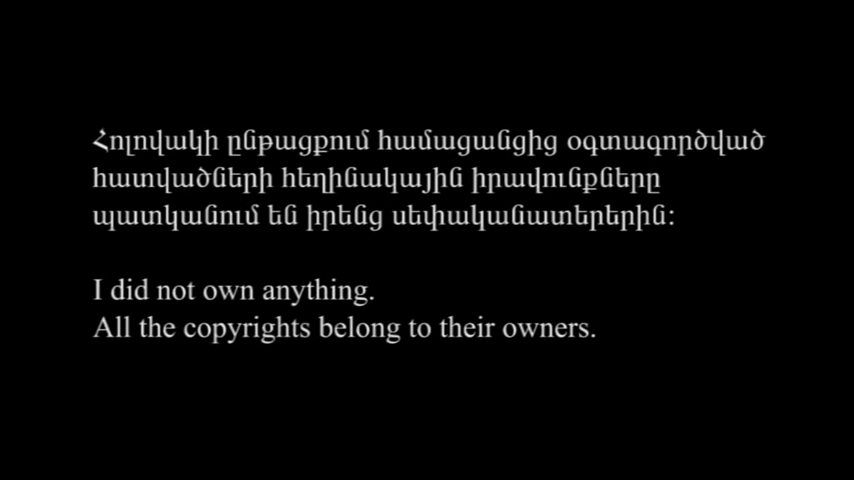 Հոլովակի ընթացքում համացանցից օգտագործված
հատվածների հեղինակային իրավունքները
պատկանում են իրենց սեփականատերերին:
I did not own anything.
All the copyrights belong to their owners.